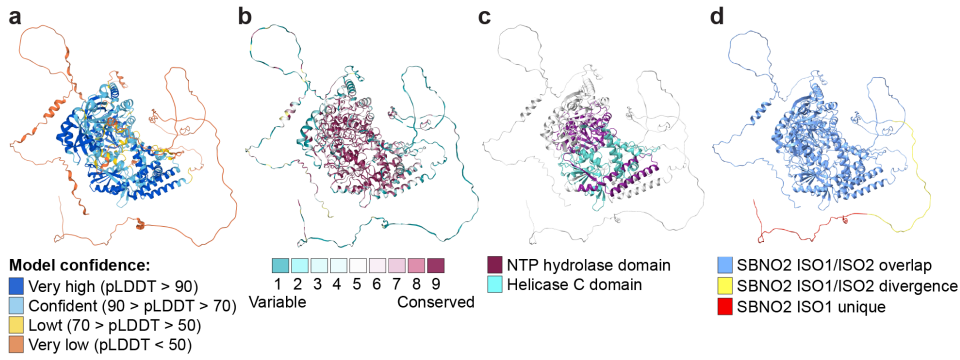 a b c d
Model confidence:
Very high (pLDDT > 90)
Confident (90 > pLDDT > 70)
Lowt (70 > pLDDT > 50)
Very low (pLDDT < 50)
1 2 3 4 5 6 7 8 9
Variable Conserved
NTP hydrolase domain
Helicase C domain
SBNO2 ISO1/ISO2 overlap
SBNO2 ISO1/ISO2 divergence
SBNO2 ISO1 unique